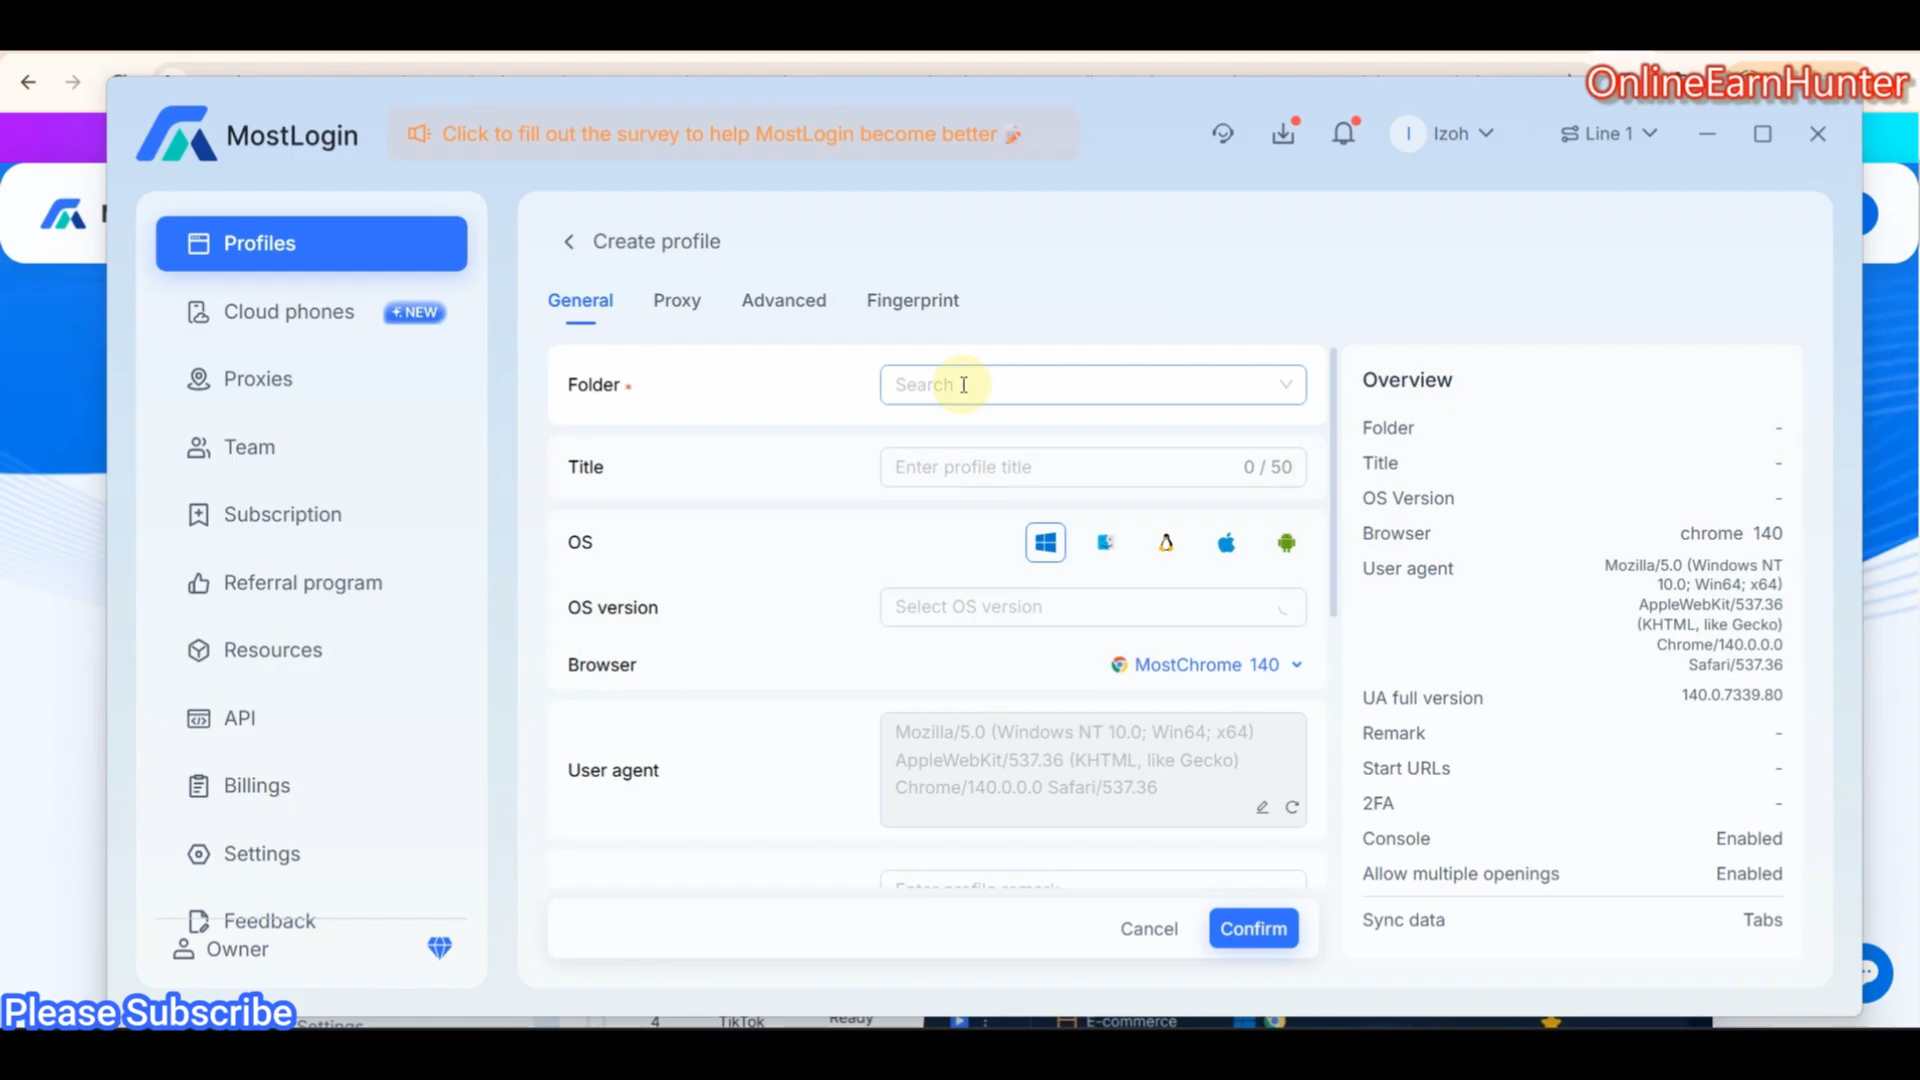 OnlineEarnHunter
MostLogin
Click to fill out the survey to help MostLogin become better
I
Izoh
Line 1
Profiles
Cloud phones
NEW
Proxies
Team
Subscription
Referral program
Resources
API
Billings
Settings
Feedback
Owner
Create profile
General
Proxy
Advanced
Fingerprint
Folder *
Search
Title
Enter profile title
0 / 50
OS
OS version
Select OS version
Browser
MostChrome 140
User agent
Mozilla/5.0 (Windows NT 10.0; Win64; x64)
AppleWebKit/537.36 (KHTML, like Gecko)
Chrome/140.0.0.0 Safari/537.36
Enter profile remark
Cancel
Confirm
Overview
Folder -
Title -
OS Version -
Browser chrome 140
User agent Mozilla/5.0 (Windows NT
10.0; Win64; x64)
AppleWebKit/537.36
(KHTML, like Gecko)
Chrome/140.0.0.0
Safari/537.36
UA full version 140.0.7339.80
Remark -
Start URLs -
2FA -
Console Enabled
Allow multiple openings Enabled
Sync data Tabs
Please Subscribe
Settings
4 TikTok Ready
E-commerce